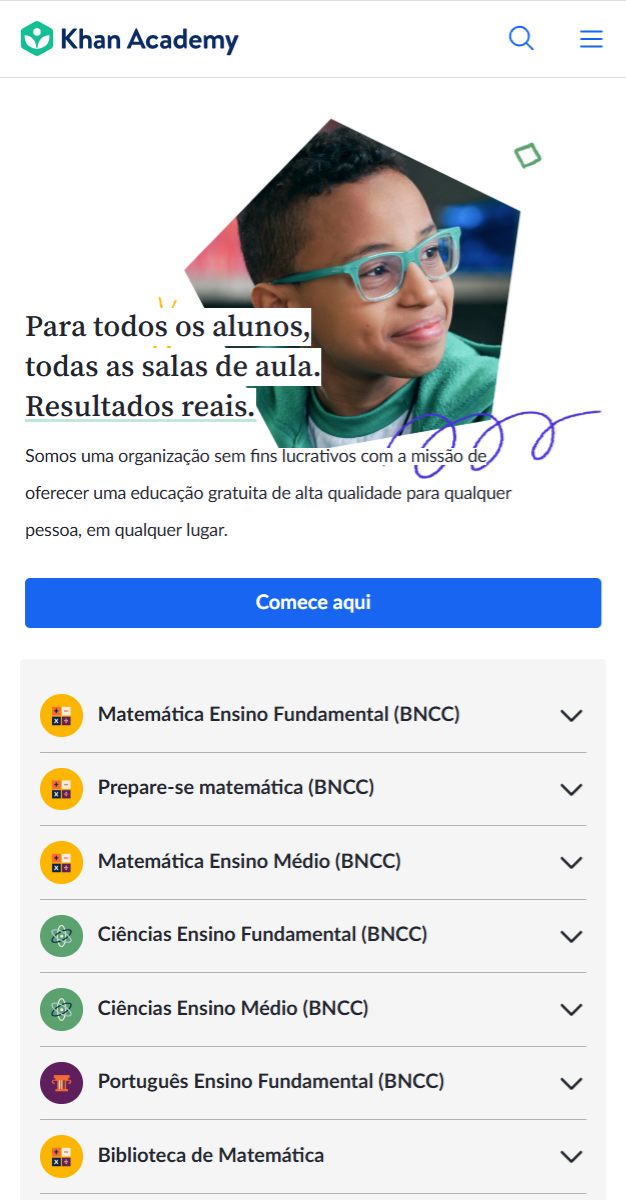 Khan Academy
Para todos os alunos,
todas as salas de aula.
Resultados reais.
Somos uma organização sem fins lucrativos com a missão de
oferecer uma educação gratuita de alta qualidade para qualquer
pessoa, em qualquer lugar.
Comece aqui
Matemática Ensino Fundamental (BNCC)
Prepare-se matemática (BNCC)
Matemática Ensino Médio (BNCC)
Ciências Ensino Fundamental (BNCC)
Ciências Ensino Médio (BNCC)
Português Ensino Fundamental (BNCC)
Biblioteca de Matemática